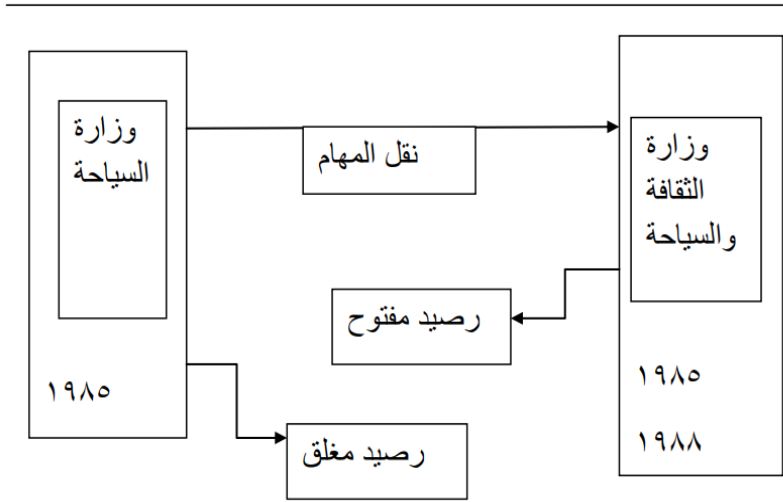 وزارة
السياحة
١٩٨٥
نقل المهام
رصيد مفتوح
رصيد مغلق
وزارة
الثقافة
والسياحة
١٩٨٥
١٩٨٨